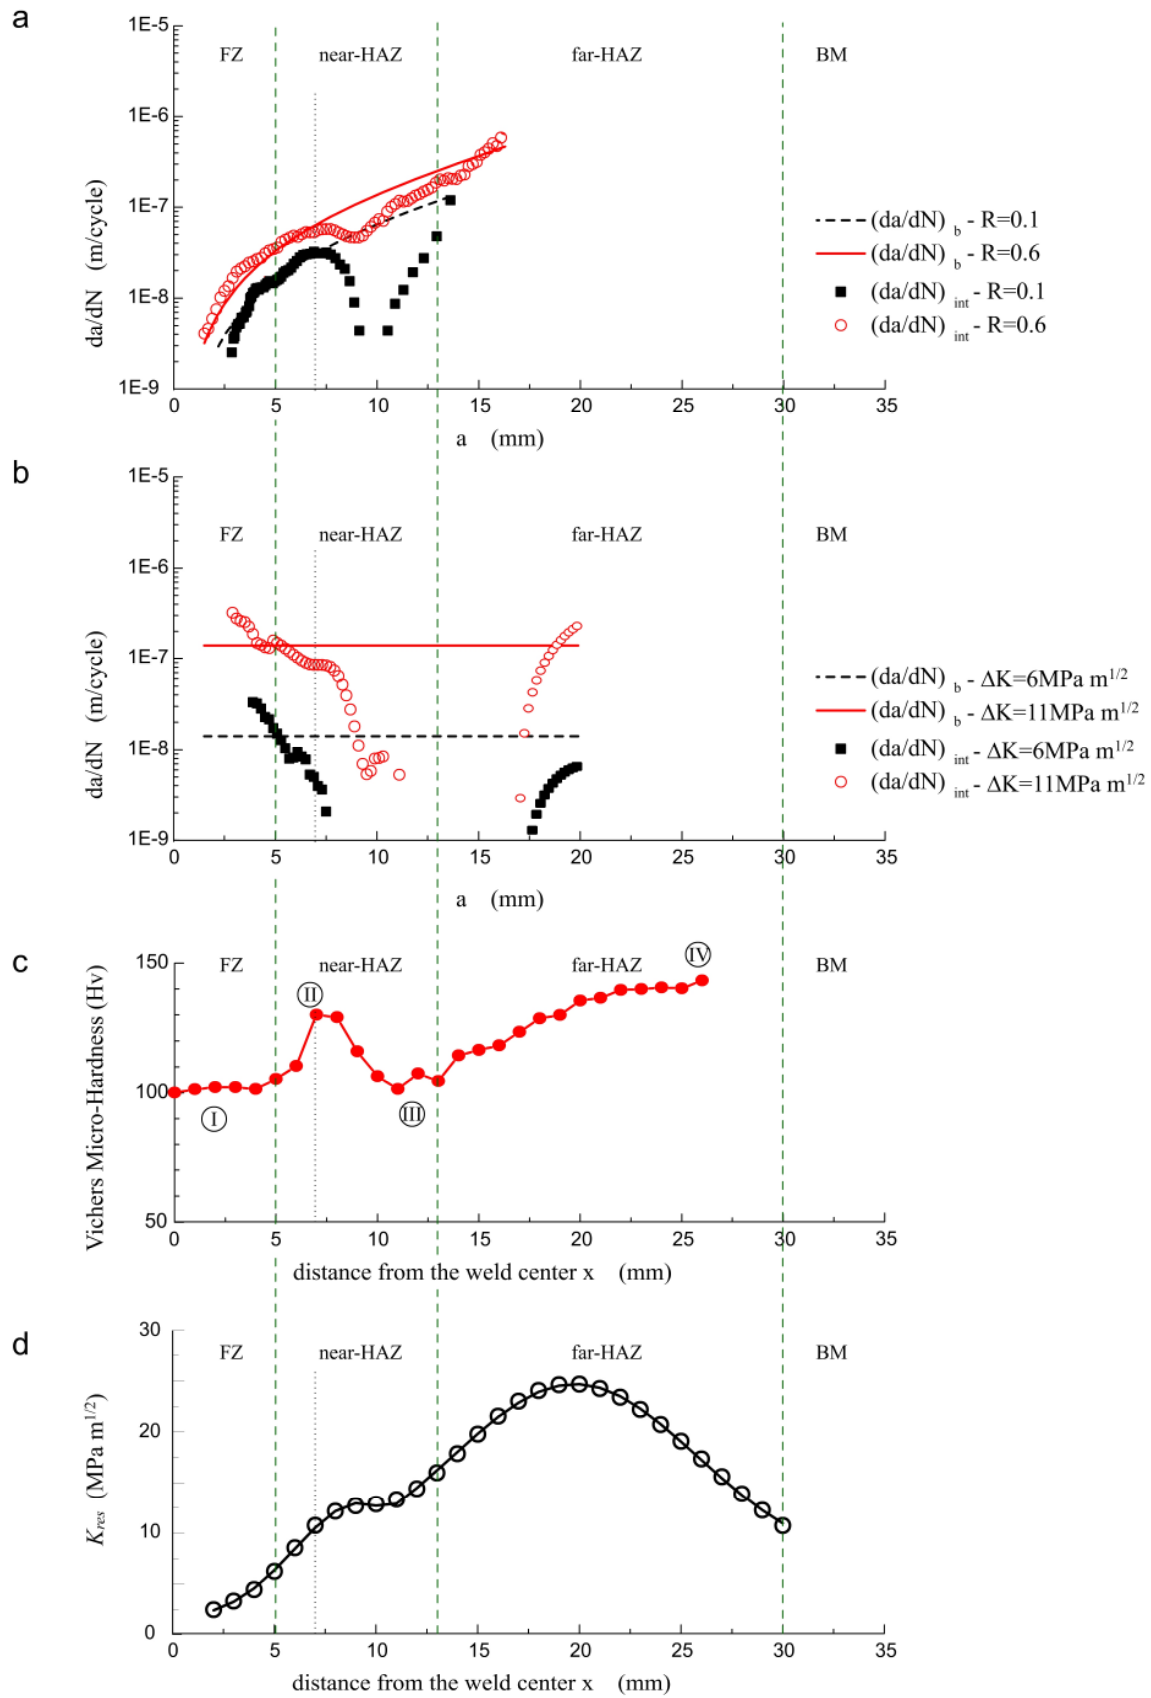 a
1E-5
1E-6
1E-7
1E-8
1E-9
da/dN (m/cycle)
FZ near-HAZ far-HAZ BM
(da/dN) b - R=0.1
(da/dN) b - R=0.6
(da/dN) int - R=0.1
(da/dN) int - R=0.6
0 5 10 15 20 25 30 35
a (mm)
b
1E-5
1E-6
1E-7
1E-8
1E-9
da/dN (m/cycle)
FZ near-HAZ far-HAZ BM
(da/dN) b - ΔK=6MPa m1/2
(da/dN) b - ΔK=11MPa m1/2
(da/dN) int - ΔK=6MPa m1/2
(da/dN) int - ΔK=11MPa m1/2
0 5 10 15 20 25 30 35
a (mm)
c
150
100
50
Vichers Micro-Hardness (Hv)
FZ near-HAZ far-HAZ BM
I
II
III
IV
0 5 10 15 20 25 30 35
distance from the weld center x (mm)
d
30
20
10
0
Kres (MPa m1/2)
FZ near-HAZ far-HAZ BM
0 5 10 15 20 25 30 35
distance from the weld center x (mm)